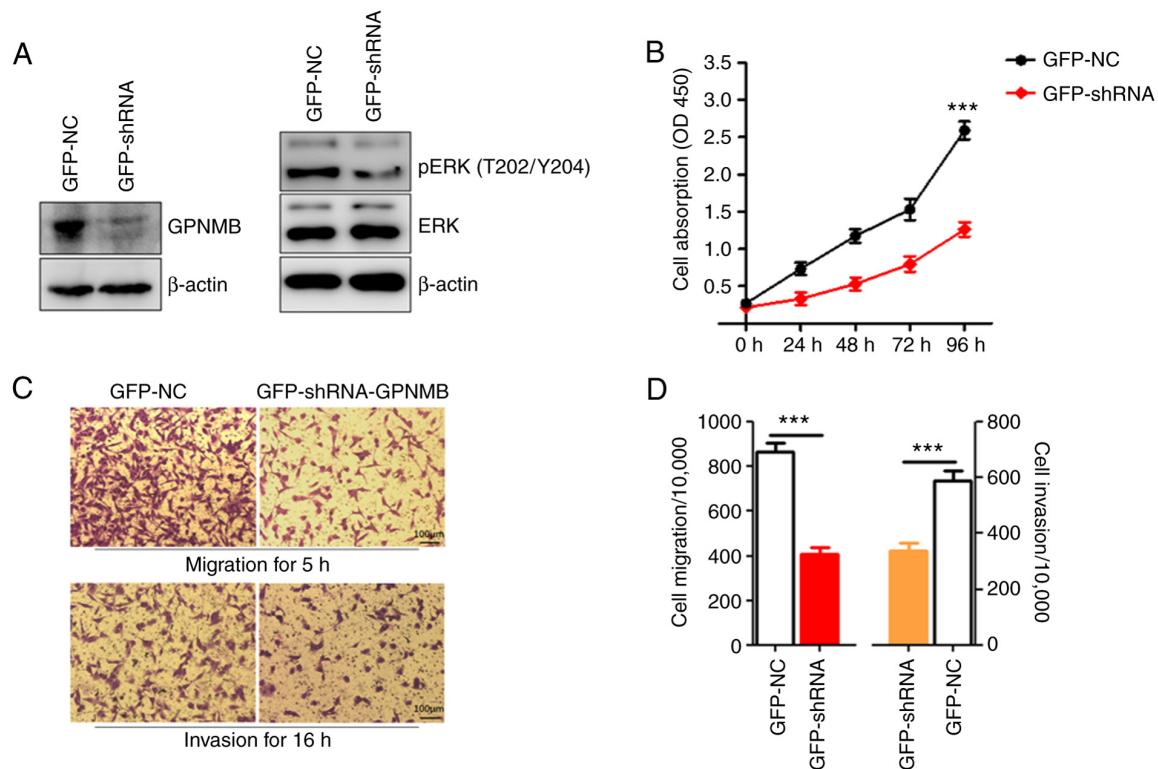 A
GFP-NC
GFP-shRNA
GPNMB
β-actin
GFP-NC
GFP-shRNA
pERK (T202/Y204)
ERK
β-actin
B
GFP-NC
GFP-shRNA
Cell absorption (OD 450)
3.5
3.0
2.5
2.0
1.5
1.0
0.5
***
0 h 24 h 48 h 72 h 96 h
C
GFP-NC GFP-shRNA-GPNMB
100μm
Migration for 5 h
100μm
Invasion for 16 h
D
Cell migration/10,000
1000
800
600
400
200
0
***
GFP-NC
GFP-shRNA
***
GFP-shRNA
GFP-NC
800
600
400
200
0
Cell invasion/10,000